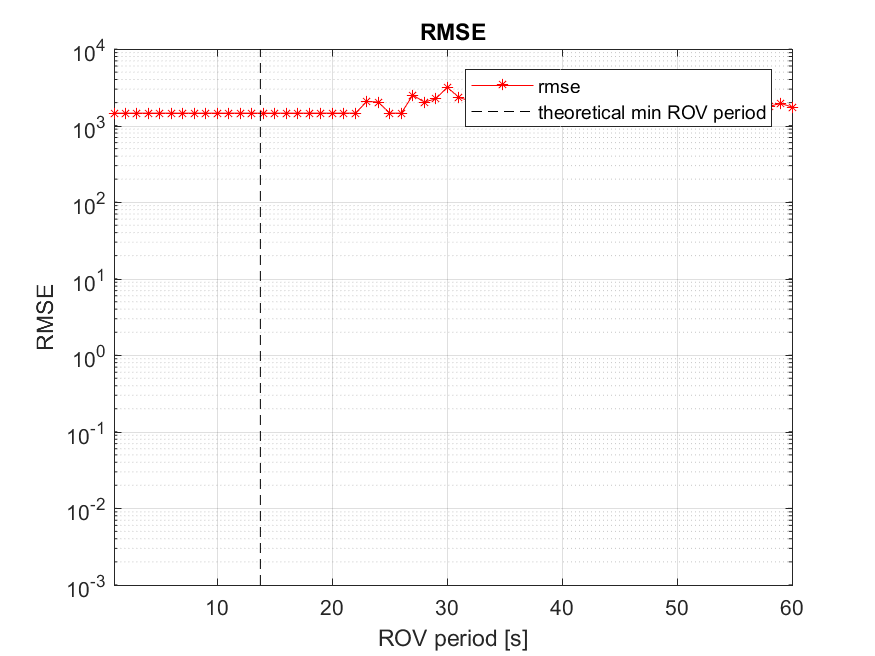 RMSE
10^4
10^3
10^2
10^1
10^0
10^-1
10^-2
10^-3
RMSE
rmse
theoretical min ROV period
10 20 30 40 50 60
ROV period [s]